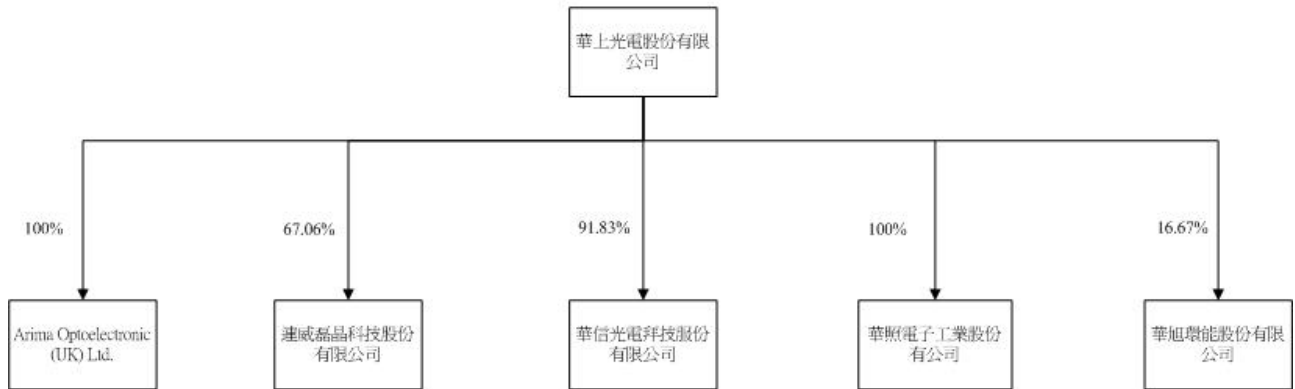 華上光電股份有限
公司
100%
67.06%
91.83%
100%
16.67%
Arima Optoelectronic
(UK) Ltd.
連威磊晶科技股份
有限公司
華信光電科技股份
有限公司
華照電子工業股份
有公司
華旭環能股份有限
公司